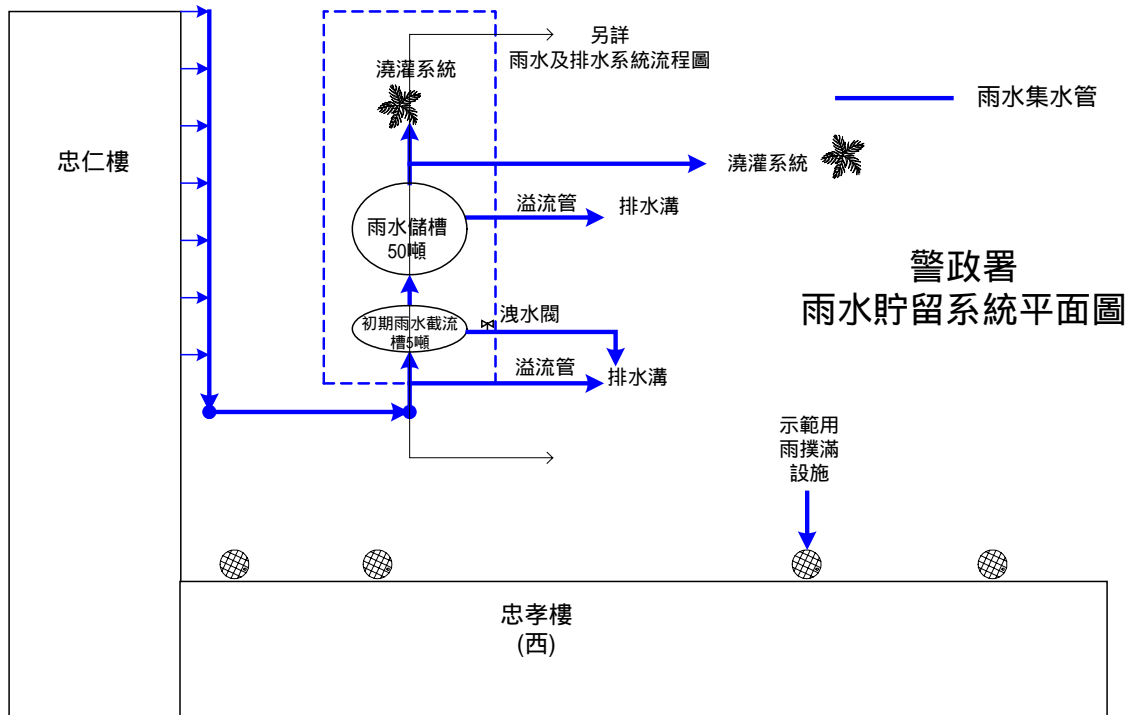 另詳
雨水及排水系統流程圖
澆灌系統
雨水集水管
忠仁樓
澆灌系統
溢流管
排水溝
雨水儲槽
50噸
警政署
雨水貯留系統平面圖
洩水閥
初期雨水截流
槽5噸
溢流管
排水溝
示範用
雨撲滿
設施
忠孝樓
(西)